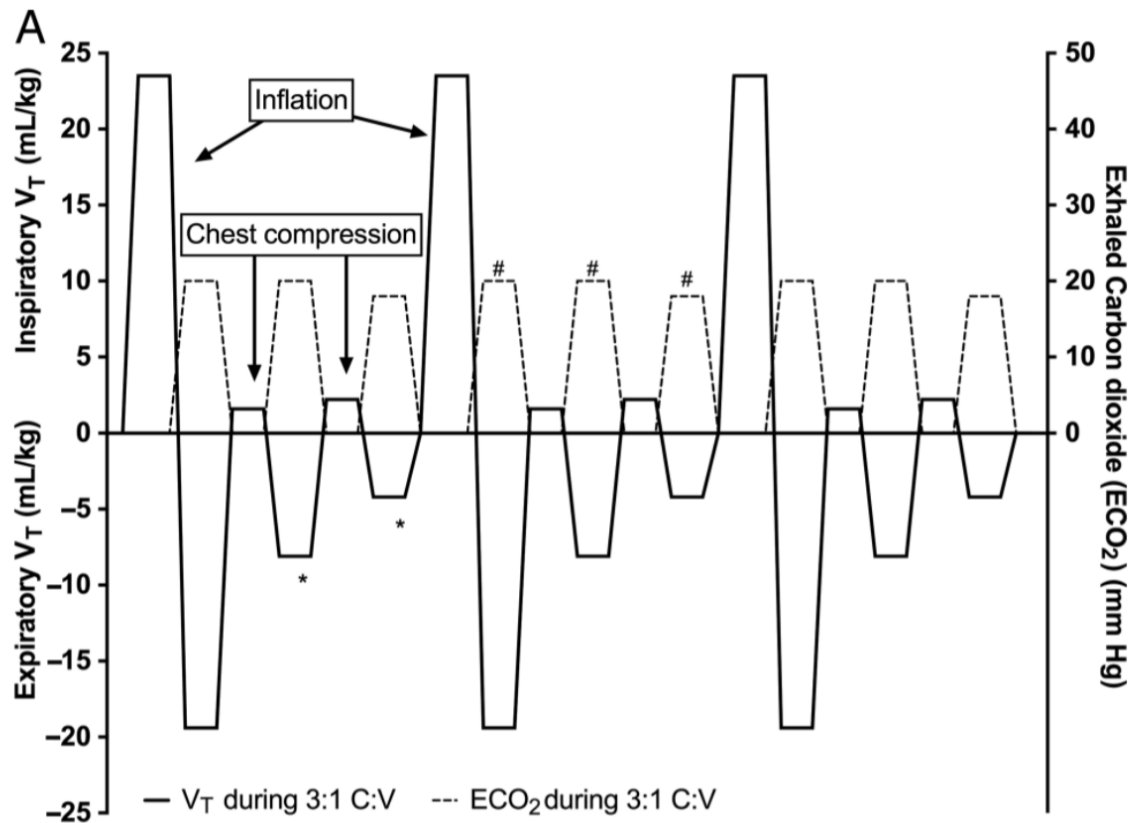 A
25
20
15
10
5
0
–5
–10
–15
–20
–25
Inspiratory V_T (mL/kg)
Expiratory V_T (mL/kg)
Inflation
Chest compression
# # #
*
*
V_T during 3:1 C:V
ECO₂ during 3:1 C:V
50
40
30
20
10
0
Exhaled Carbon dioxide (ECO₂) (mm Hg)